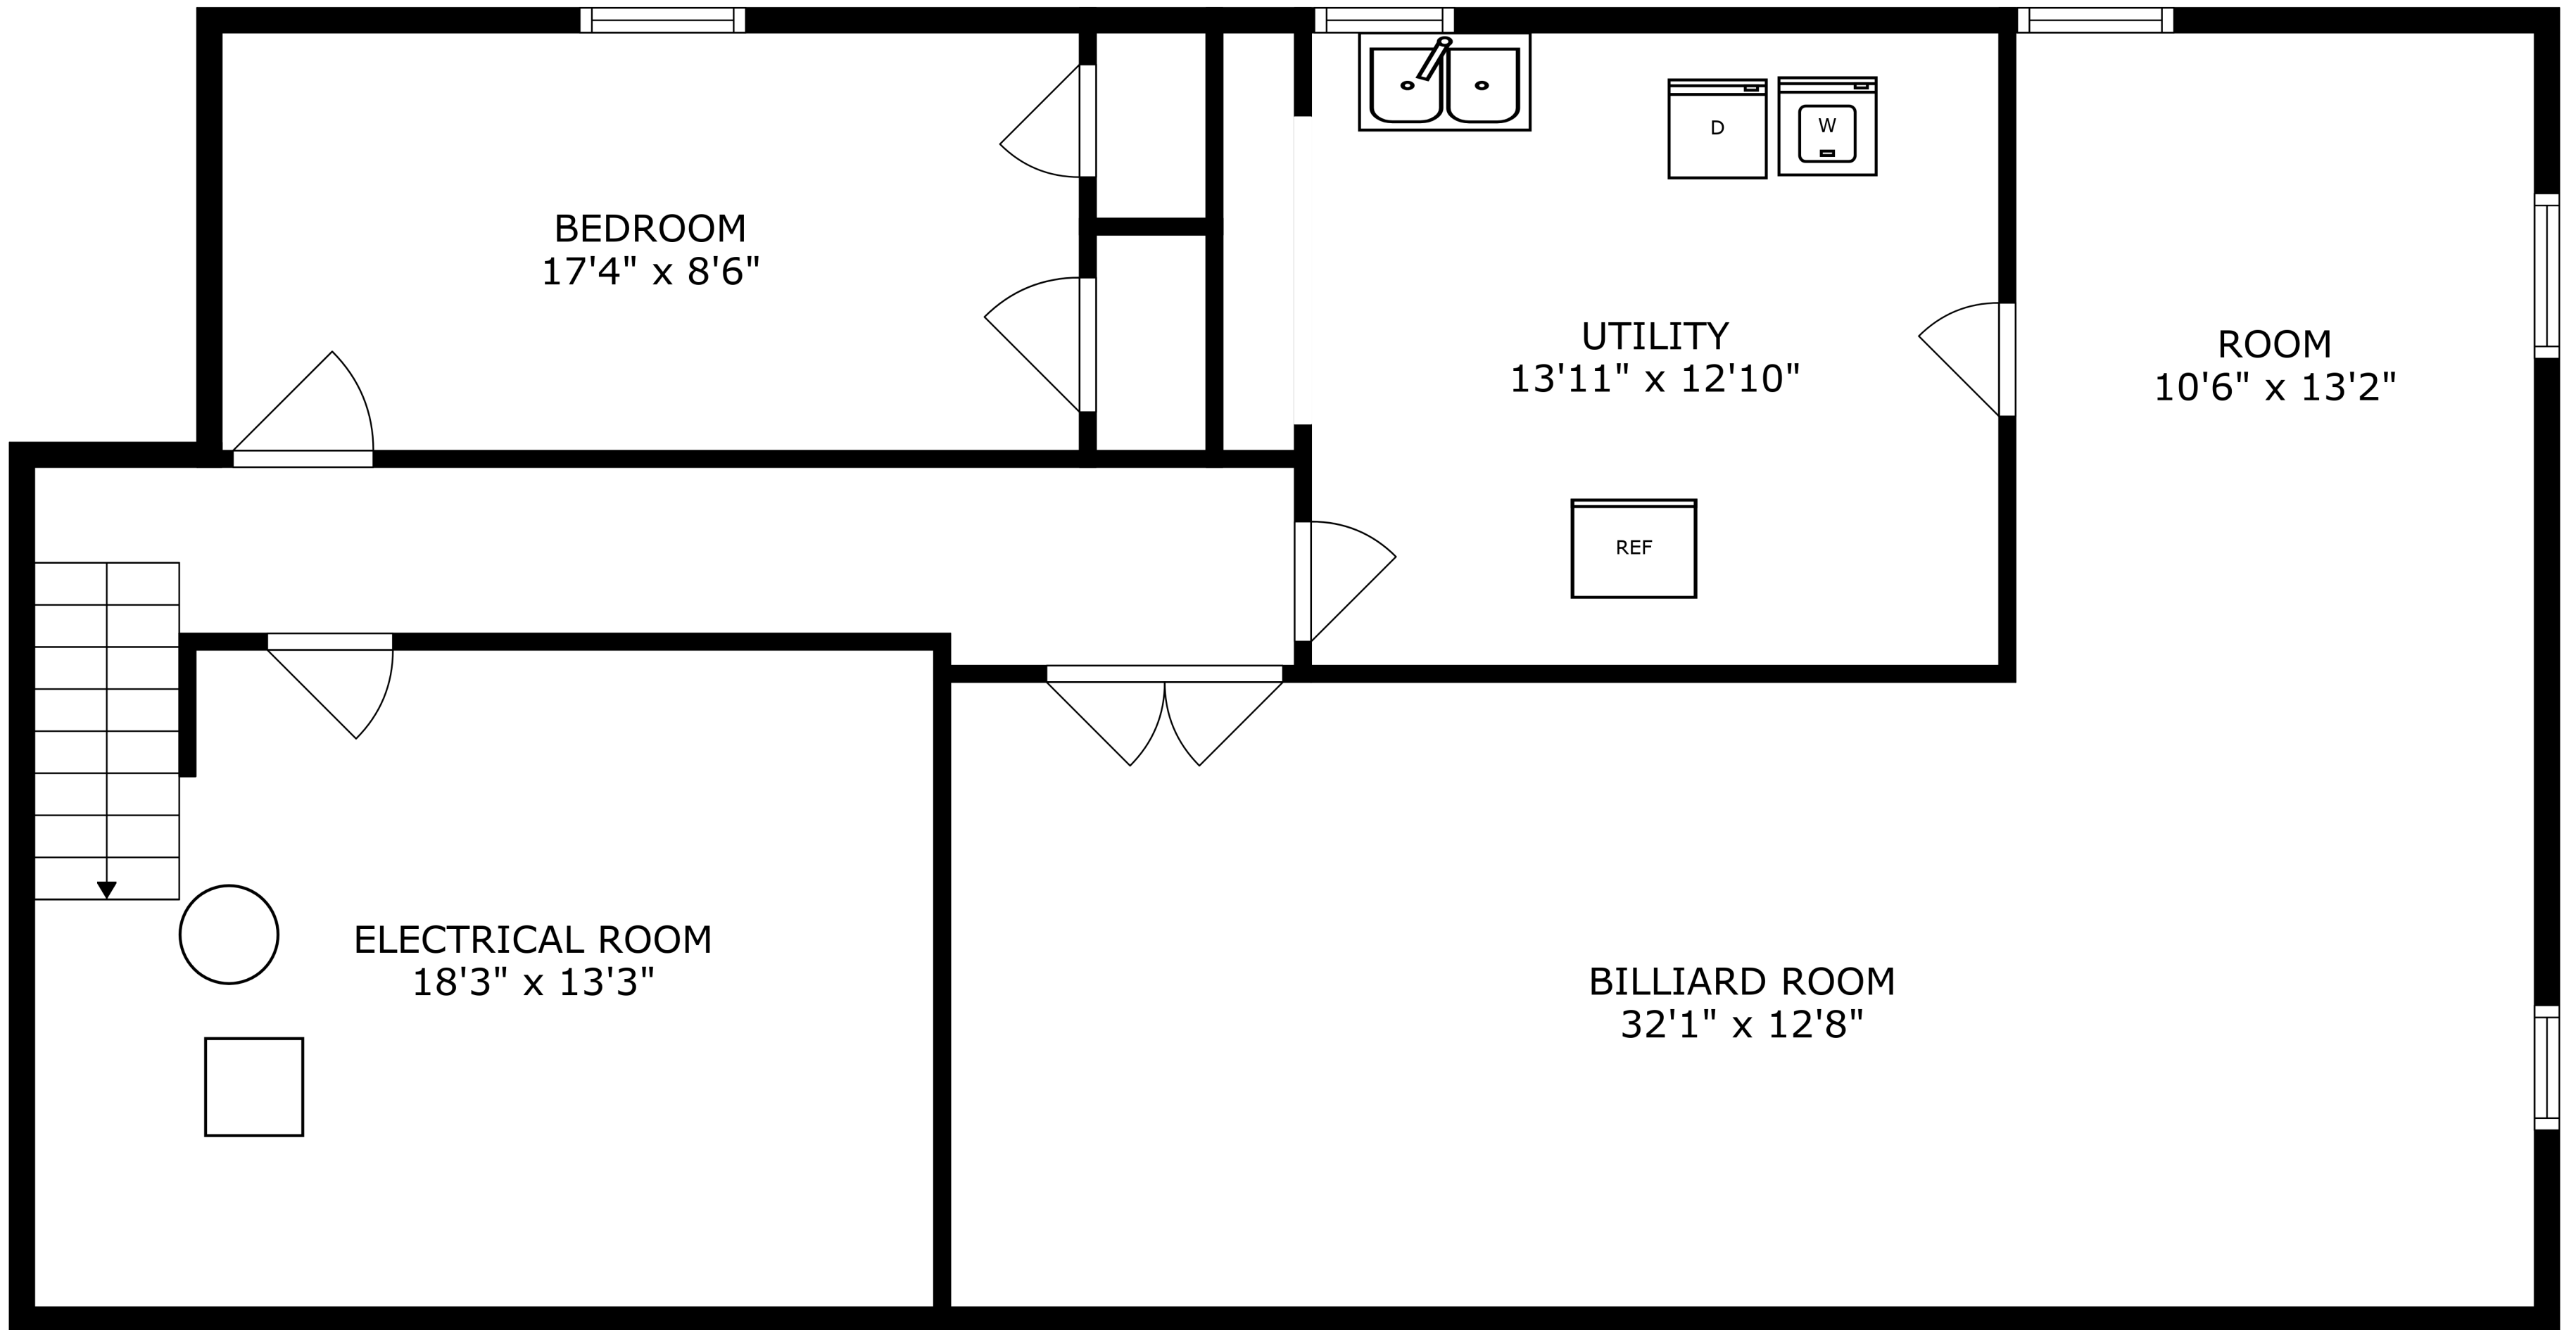 BEDROOM
17'4" x 8'6"
D
W
UTILITY
13'11" x 12'10"
ROOM
10'6" x 13'2"
REF
ELECTRICAL ROOM
18'3" x 13'3"
BILLIARD ROOM
32'1" x 12'8"